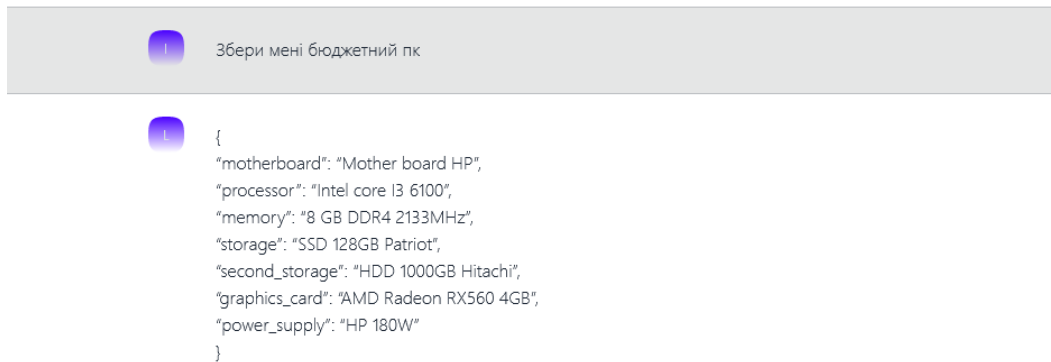 I
Збери мені бюджетний пк
L
{
“motherboard”: “Mother board HP”,
“processor”: “Intel core I3 6100”,
“memory”: “8 GB DDR4 2133MHz”,
“storage”: “SSD 128GB Patriot”,
“second_storage”: “HDD 1000GB Hitachi”,
“graphics_card”: “AMD Radeon RX560 4GB”,
“power_supply”: “HP 180W”
}